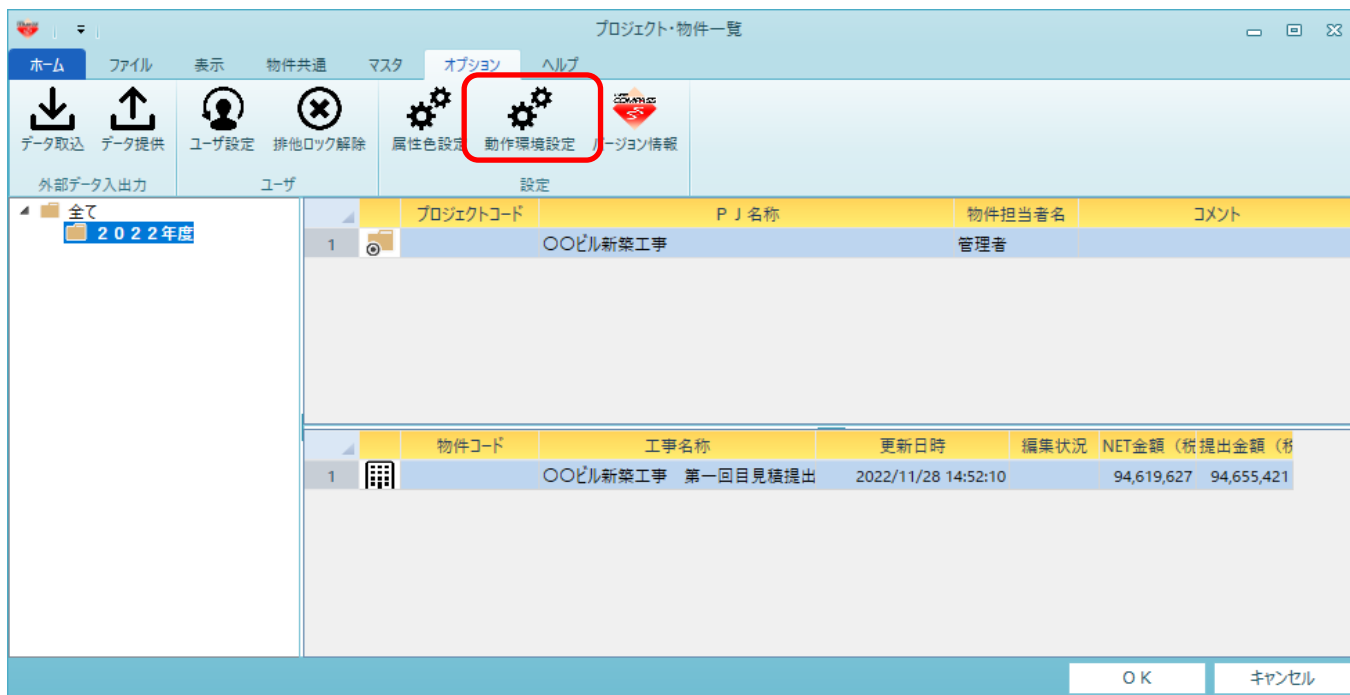 プロジェクト・物件一覧
ホーム ファイル 表示 物件共通 マスタ オプション ヘルプ
データ取込 データ提供 ユーザ設定 排他ロック解除 属性色設定 動作環境設定 バージョン情報
外部データ入出力 ユーザ 設定
全て
２０２２年度
プロジェクトコード ＰＪ名称 物件担当者名 コメント
1 〇〇ビル新築工事 管理者
物件コード 工事名称 更新日時 編集状況 NET金額（税 提出金額（税
1 〇〇ビル新築工事 第一回目見積提出 2022/11/28 14:52:10 94,619,627 94,655,421
ＯＫ キャンセル